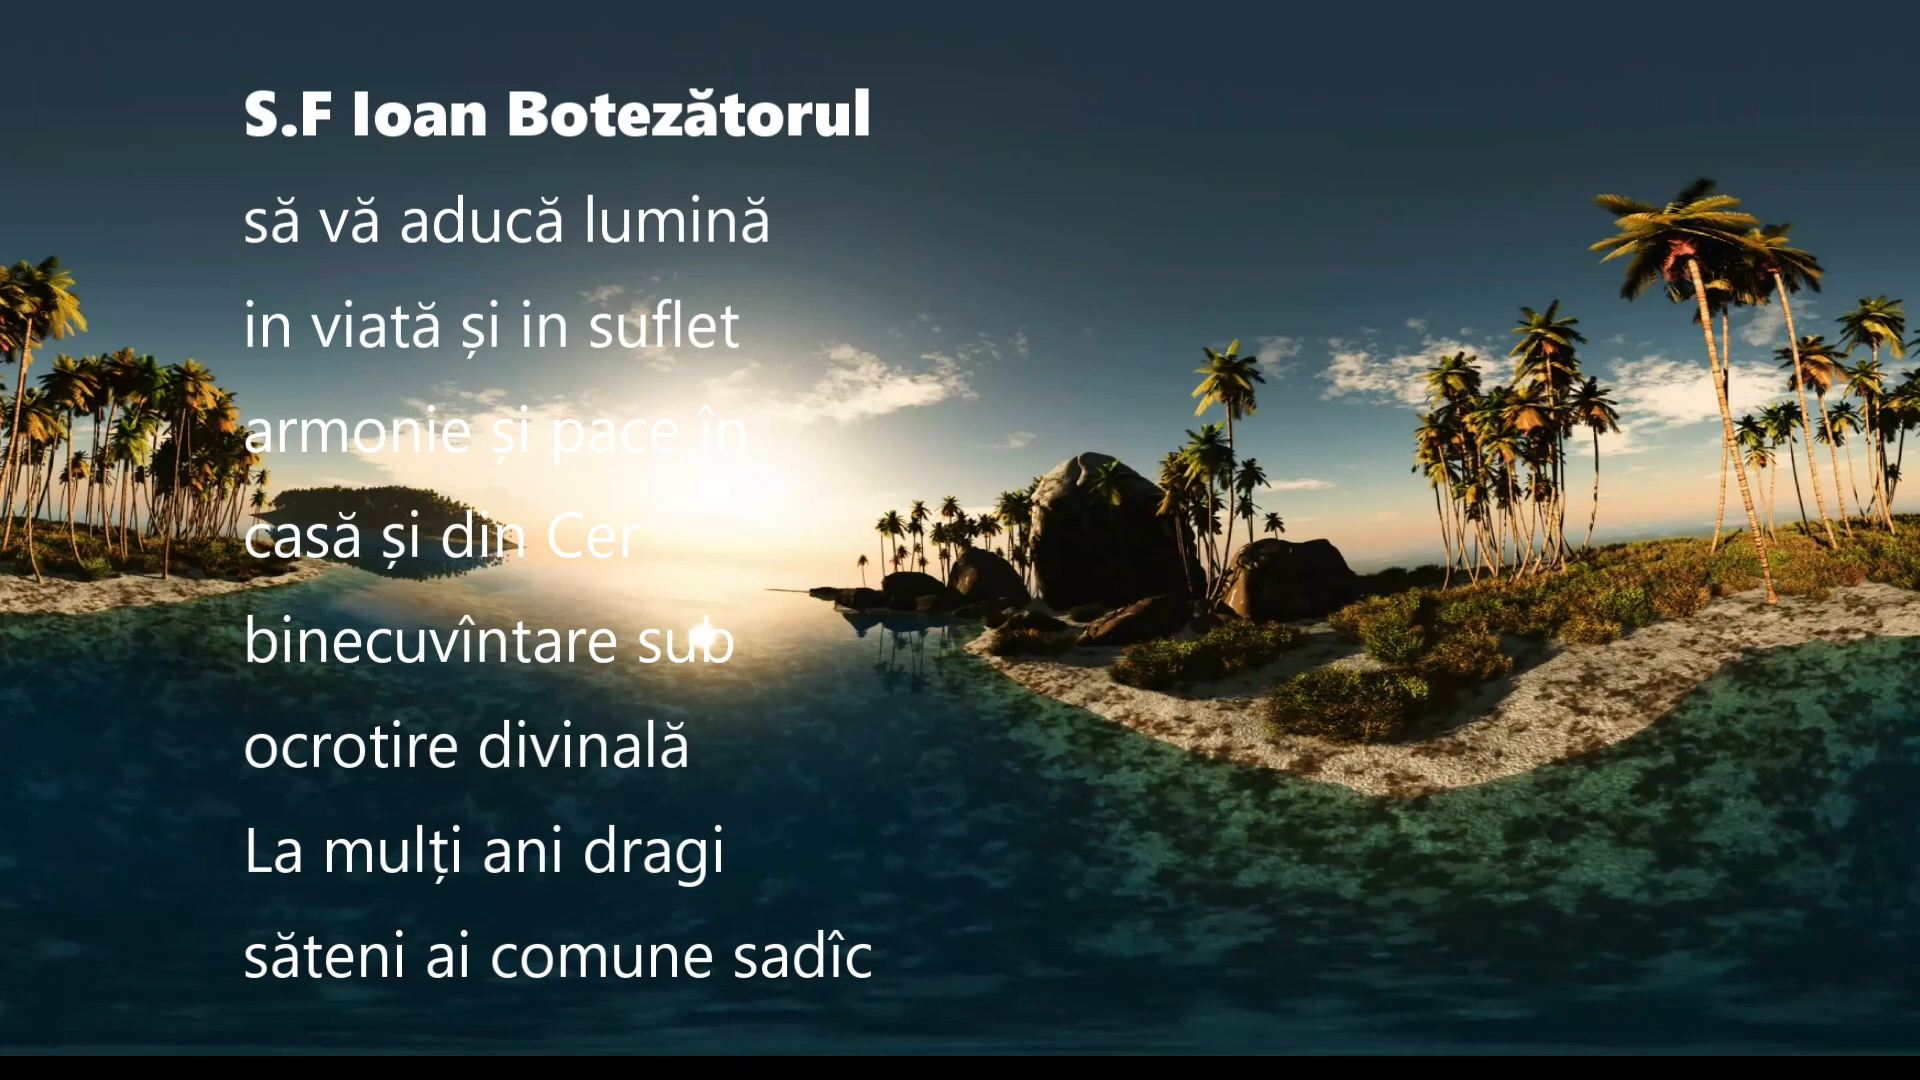 S.F Ioan Botezătorul
să vă aducă lumină
in viată și in suflet
armonie și pace în
casă și din Cer
binecuvîntare sub
ocrotire divinală
La mulți ani dragi
săteni ai comune sadîc